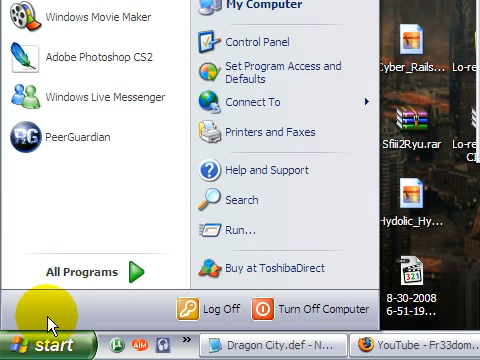 Windows Movie Maker
Adobe Photoshop CS2
Windows Live Messenger
PeerGuardian
All Programs
My Computer
Control Panel
Set Program Access and
Defaults
Connect To
Printers and Faxes
Help and Support
Search
Run...
Buy at ToshibaDirect
Log Off
Turn Off Computer
Cyber_Rails...
Lo-re
Sfiii2Ryu.rar
Hydolic_Hy...
Lo-re
321
8-30-2008
6-51-19...
start
AIM
»
Dragon City.def - N...
YouTube - Fr33dom...